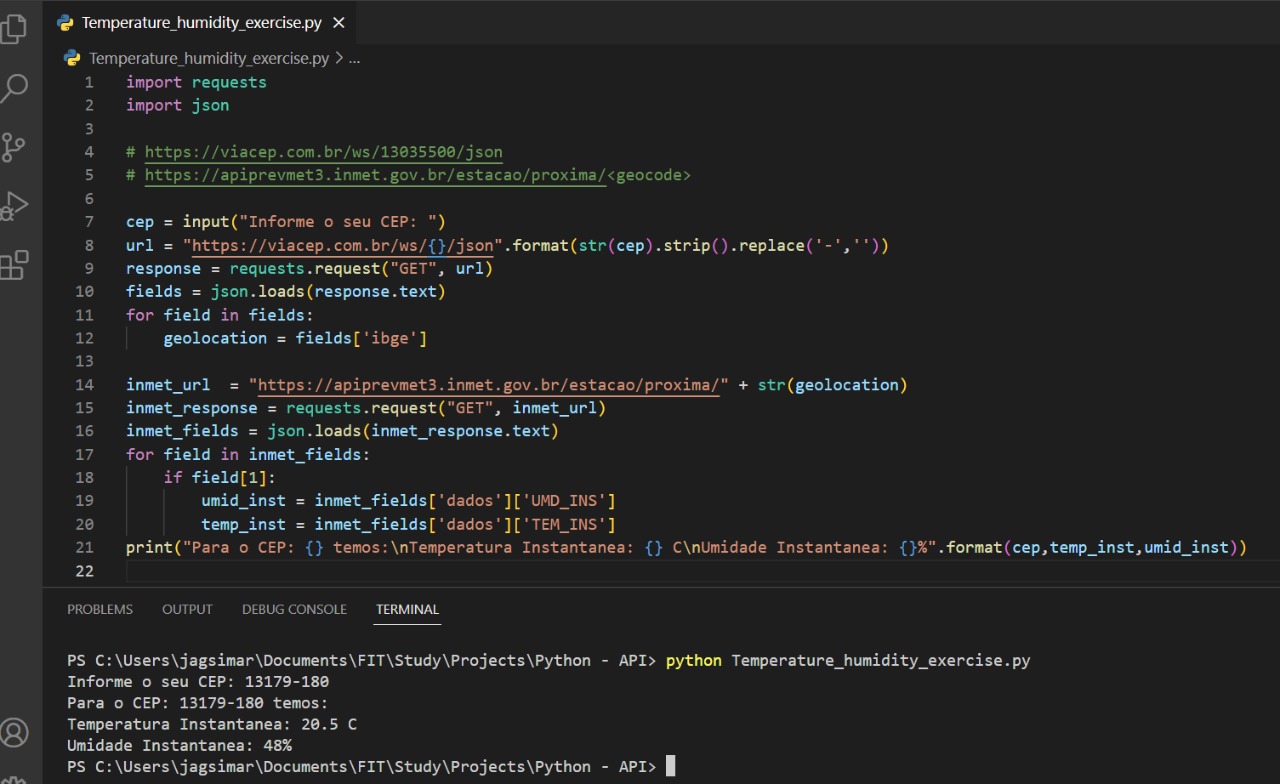 Temperature_humidity_exercise.py ×
Temperature_humidity_exercise.py > ...
1 import requests
2 import json
3
4 # https://viacep.com.br/ws/13035500/json
5 # https://apiprevmet3.inmet.gov.br/estacao/proxima/<geocode>
6
7 cep = input("Informe o seu CEP: ")
8 url = "https://viacep.com.br/ws/{}/json".format(str(cep).strip().replace('-',''))
9 response = requests.request("GET", url)
10 fields = json.loads(response.text)
11 for field in fields:
12     geolocation = fields['ibge']
13
14 inmet_url  = "https://apiprevmet3.inmet.gov.br/estacao/proxima/" + str(geolocation)
15 inmet_response = requests.request("GET", inmet_url)
16 inmet_fields = json.loads(inmet_response.text)
17 for field in inmet_fields:
18     if field[1]:
19         umid_inst = inmet_fields['dados']['UMD_INS']
20         temp_inst = inmet_fields['dados']['TEM_INS']
21 print("Para o CEP: {} temos:\nTemperatura Instantanea: {} C\nUmidade Instantanea: {}%".format(cep,temp_inst,umid_inst))
22
PROBLEMS OUTPUT DEBUG CONSOLE TERMINAL
PS C:\Users\jagsimar\Documents\FIT\Study\Projects\Python - API> python Temperature_humidity_exercise.py
Informe o seu CEP: 13179-180
Para o CEP: 13179-180 temos:
Temperatura Instantanea: 20.5 C
Umidade Instantanea: 48%
PS C:\Users\jagsimar\Documents\FIT\Study\Projects\Python - API>